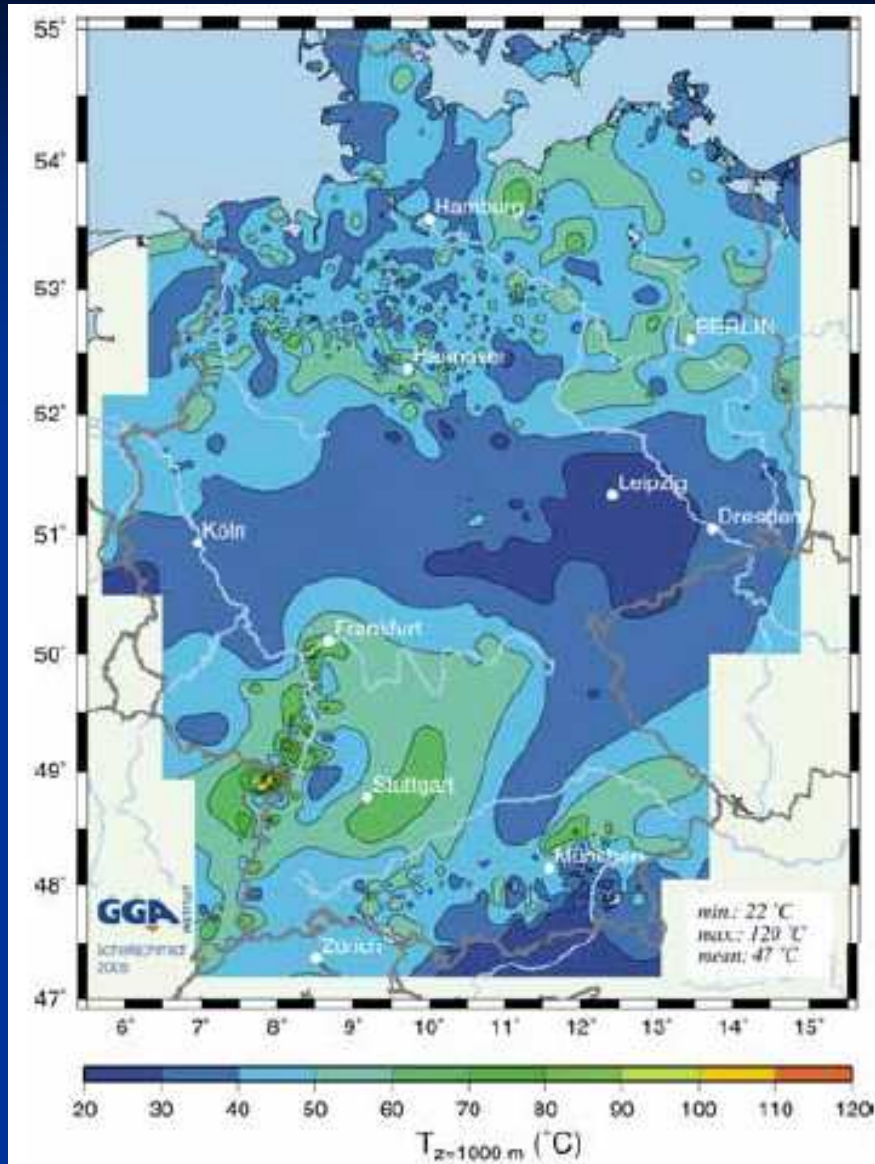 55°
54°
Hamburg
53°
BERLIN
Hannover
52°
Leipzig
Dresden
Köln
51°
Frankfurt
50°
49°
Stuttgart
München
48°
GGA
INSTITUT
2005
Zürich
min.: 22 °C
max.: 120 °C
mean: 47 °C
47°
6° 7° 8° 9° 10° 11° 12° 13° 14° 15°
20 30 40 50 60 70 80 90 100 110 120
T z=1000 m (°C)